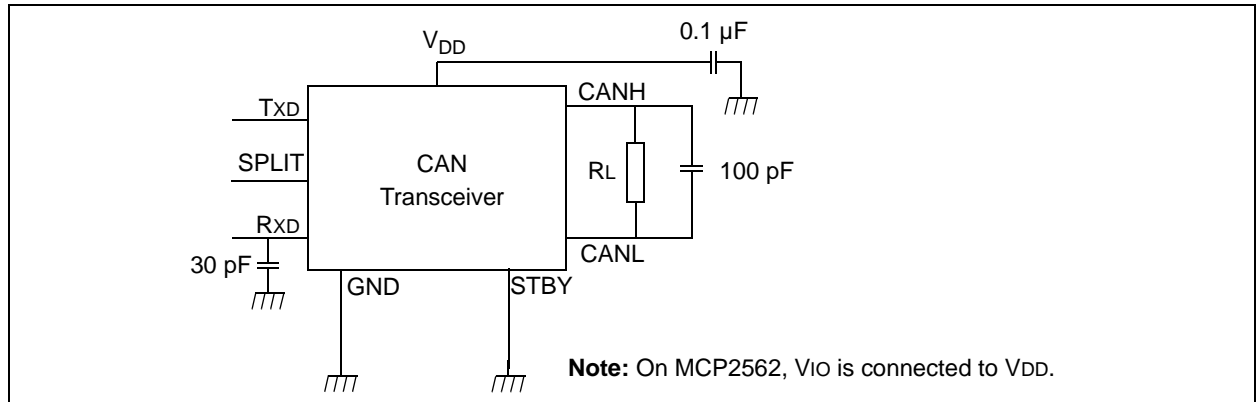 0.1 µF
VDD
CANH
TXD
SPLIT
CAN
Transceiver
RL
100 pF
RXD
CANL
30 pF
GND
STBY
Note: On MCP2562, VIO is connected to VDD.